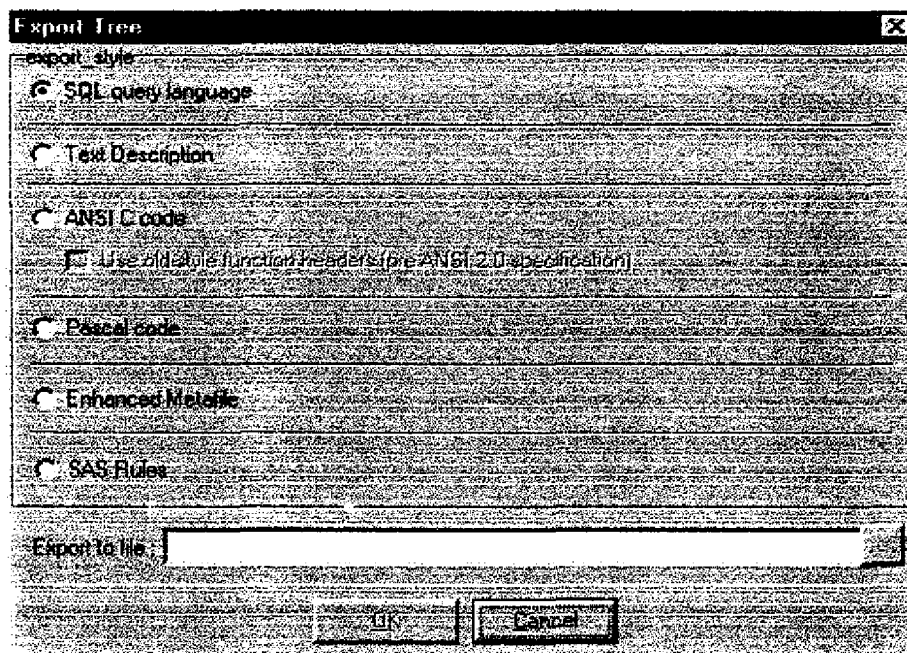 Export Tree
export_style
SQL query language
Text Description
ANSI C code
Use old style function headers (pre ANSI 2.0 specification)
Pascal code
Enhanced Metafile
SAS Rules
Export to file :
OK
Cancel